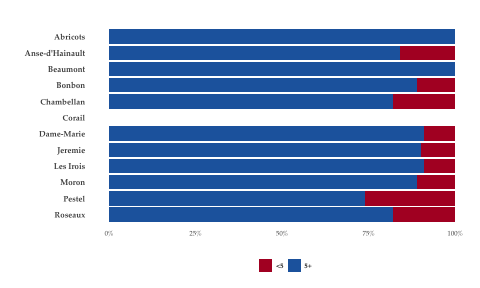 Abricots
Anse-d'Hainault
Beaumont
Bonbon
Chambellan
Corail
Dame-Marie
Jeremie
Les Irois
Moron
Pestel
Roseaux
0% 25% 50% 75% 100%
<5 5+